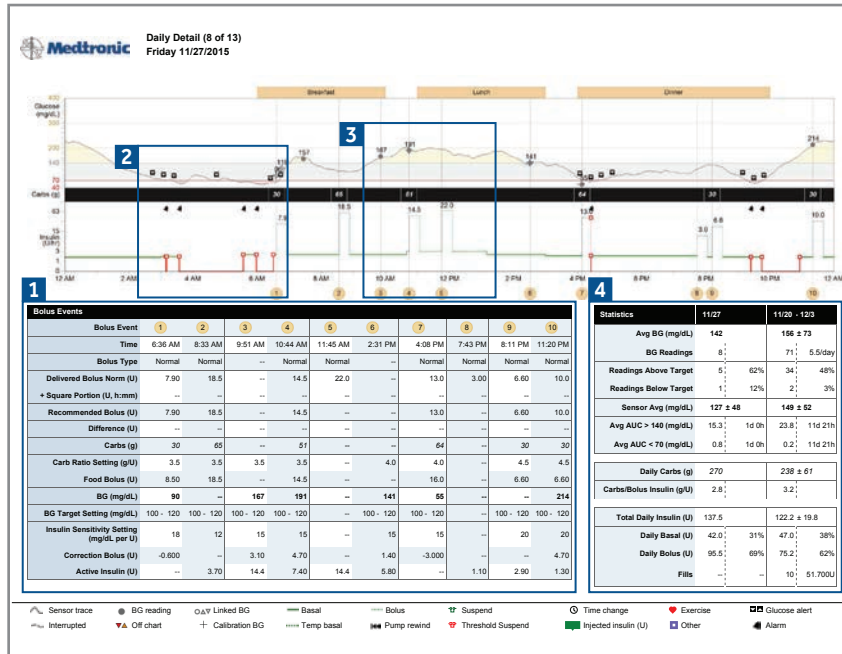 Medtronic
Daily Detail (8 of 13)
Friday 11/27/2015
Breakfast Lunch Dinner
Glucose
(mg/dL)
2
3
157 167 191 141 214
200
140
70
40
Carbs (g) 30 65 51 64 30 30
Insulin
(U/hr)
7.9 18.5 14.5 22.0 13.0 3.0 6.6 10.0
12 AM 2 AM 4 AM 6 AM 8 AM 10 AM 12 PM 2 PM 4 PM 6 PM 8 PM 10 PM 12 AM
1 2 3 4 5 6 7 8 9 10
1
Bolus Events
Bolus Event 1 2 3 4 5 6 7 8 9 10
Time 6:36 AM 8:33 AM 9:51 AM 10:44 AM 11:45 AM 2:31 PM 4:08 PM 7:43 PM 8:11 PM 11:20 PM
Bolus Type Normal Normal -- Normal Normal -- Normal Normal Normal Normal
Delivered Bolus Norm (U) 7.90 18.5 -- 14.5 22.0 -- 13.0 3.00 6.60 10.0
+ Square Portion (U, h:mm) -- -- -- -- -- -- -- -- -- --
Recommended Bolus (U) 7.90 18.5 -- 14.5 -- -- 13.0 -- 6.60 10.0
Difference (U) -- -- -- -- -- -- -- -- -- --
Carbs (g) 30 65 -- 51 -- -- 64 -- 30 30
Carb Ratio Setting (g/U) 3.5 3.5 3.5 3.5 -- 4.0 4.0 -- 4.5 4.5
Food Bolus (U) 8.50 18.5 -- 14.5 -- -- 16.0 -- 6.60 6.60
BG (mg/dL) 90 -- 167 191 -- 141 55 -- -- 214
BG Target Setting (mg/dL) 100 - 120 100 - 120 100 - 120 100 - 120 -- 100 - 120 100 - 120 -- 100 - 120 100 - 120
Insulin Sensitivity Setting
(mg/dL per U) 18 12 15 15 -- 15 15 -- 20 20
Correction Bolus (U) -0.600 -- 3.10 4.70 -- 1.40 -3.000 -- -- 4.70
Active Insulin (U) -- 3.70 14.4 7.40 14.4 5.80 -- 1.10 2.90 1.30
4
Statistics 11/27 11/20 - 12/3
Avg BG (mg/dL) 142 156 ± 73
BG Readings 8 71 5.5/day
Readings Above Target 5 62% 34 48%
Readings Below Target 1 12% 2 3%
Sensor Avg (mg/dL) 127 ± 48 149 ± 52
Avg AUC > 140 (mg/dL) 15.3 1d 0h 23.8 11d 21h
Avg AUC < 70 (mg/dL) 0.8 1d 0h 0.2 11d 21h
Daily Carbs (g) 270 238 ± 61
Carbs/Bolus Insulin (g/U) 2.8 3.2
Total Daily Insulin (U) 137.5 122.2 ± 19.8
Daily Basal (U) 42.0 31% 47.0 38%
Daily Bolus (U) 95.5 69% 75.2 62%
Fills -- -- 10 51.700U
Sensor trace BG reading Linked BG Basal Bolus Suspend Time change Exercise Glucose alert
Interrupted Off chart Calibration BG Temp basal Pump rewind Threshold Suspend Injected insulin (U) Other Alarm